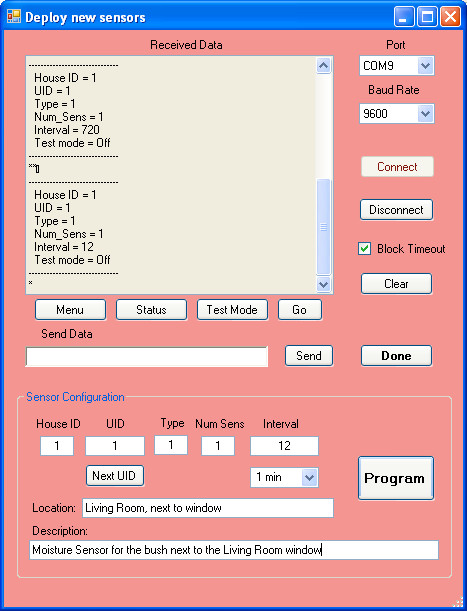 Deploy new sensors
Received Data
Port
------------------------------
House ID = 1
UID = 1
Type = 1
Num_Sens = 1
Interval = 720
Test mode = Off
------------------------------
**▯
------------------------------
House ID = 1
UID = 1
Type = 1
Num_Sens = 1
Interval = 12
Test mode = Off
------------------------------
*
COM9
Baud Rate
9600
Connect
Disconnect
Block Timeout
Clear
Menu Status Test Mode Go
Send Data
Send Done
Sensor Configuration
House ID UID Type Num Sens Interval
1 1 1 1 12
Next UID 1 min
Program
Location: Living Room, next to window
Description:
Moisture Sensor for the bush next to the Living Room window